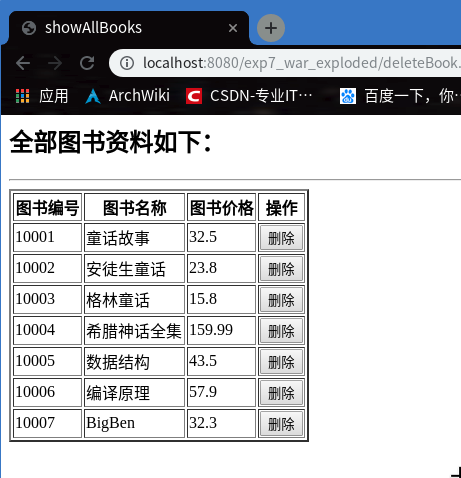 showAllBooks
localhost:8080/exp7_war_exploded/deleteBook.
应用 ArchWiki CSDN-专业IT… 百度一下，你…
全部图书资料如下：
图书编号 图书名称 图书价格 操作
10001 童话故事 32.5 删除
10002 安徒生童话 23.8 删除
10003 格林童话 15.8 删除
10004 希腊神话全集 159.99 删除
10005 数据结构 43.5 删除
10006 编译原理 57.9 删除
10007 BigBen 32.3 删除